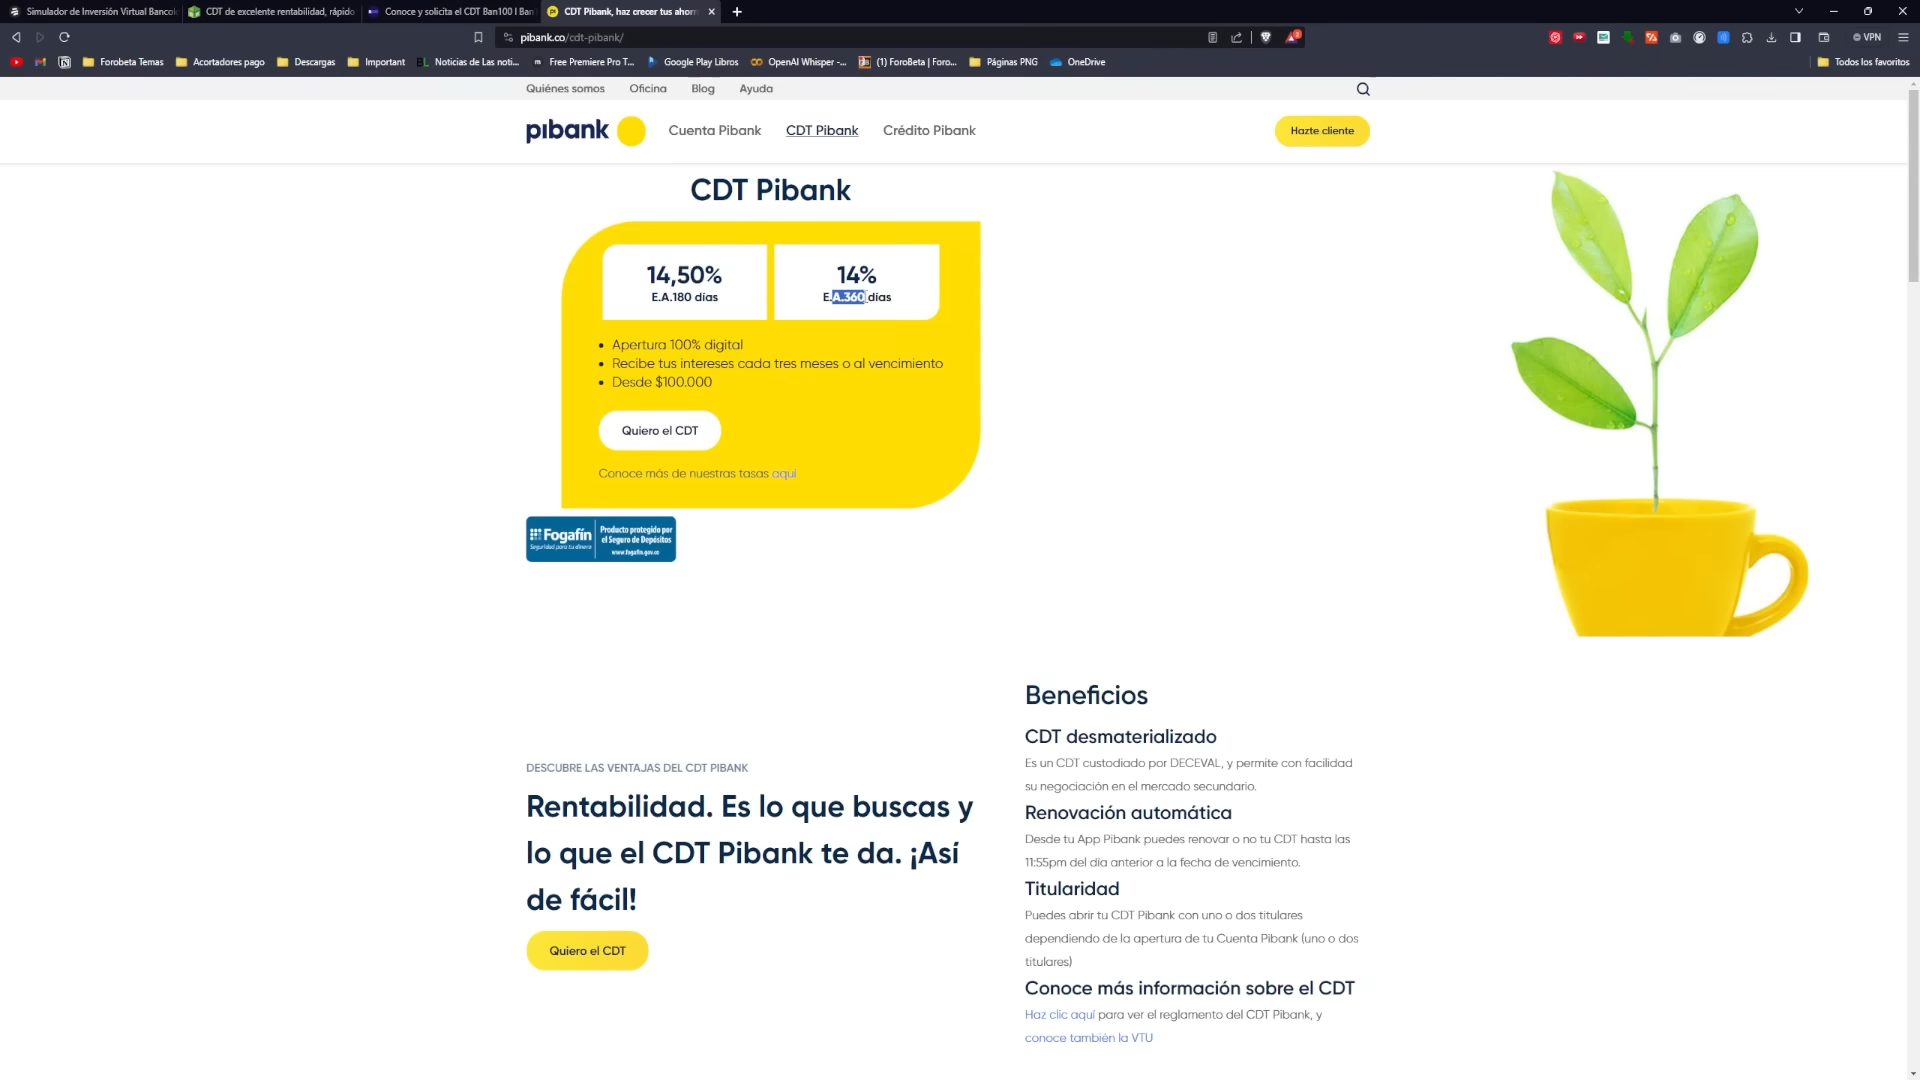 Simulador de Inversión Virtual Bancol
CDT de excelente rentabilidad, rápido
Conoce y solicita el CDT Ban100 I Ban1
CDT Pibank, haz crecer tus ahorr
pibank.co/cdt-pibank/
VPN
Forobeta Temas
Acortadores pago
Descargas
Important
Noticias de Las noti...
Free Premiere Pro T...
Google Play Libros
OpenAI Whisper -...
(1) ForoBeta | Foro...
Páginas PNG
OneDrive
Todos los favoritos
Quiénes somos
Oficina
Blog
Ayuda
pibank
Cuenta Pibank
CDT Pibank
Crédito Pibank
Hazte cliente
CDT Pibank
14,50%
E.A.180 días
14%
E.A.360 días
Apertura 100% digital
Recibe tus intereses cada tres meses o al vencimiento
Desde $100.000
Quiero el CDT
Conoce más de nuestras tasas aquí
Fogafín
Seguridad para tu dinero
Producto protegido por
el Seguro de Depósitos
www.fogafin.gov.co
DESCUBRE LAS VENTAJAS DEL CDT PIBANK
Rentabilidad. Es lo que buscas y
lo que el CDT Pibank te da. ¡Así
de fácil!
Quiero el CDT
Beneficios
CDT desmaterializado
Es un CDT custodiado por DECEVAL, y permite con facilidad
su negociación en el mercado secundario.
Renovación automática
Desde tu App Pibank puedes renovar o no tu CDT hasta las
11:55pm del día anterior a la fecha de vencimiento.
Titularidad
Puedes abrir tu CDT Pibank con uno o dos titulares
dependiendo de la apertura de tu Cuenta Pibank (uno o dos
titulares)
Conoce más información sobre el CDT
Haz clic aquí para ver el reglamento del CDT Pibank, y
conoce también la VTU